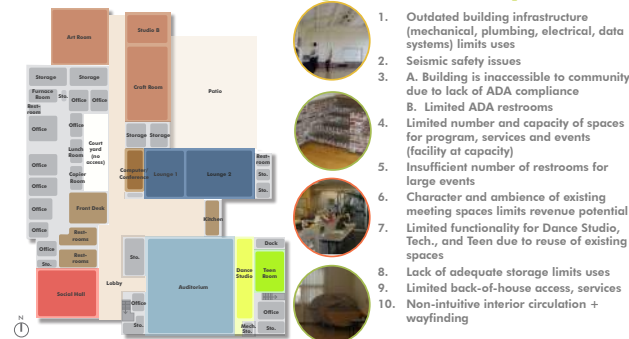 Art Room
Studio B
Craft Room
Patio
Storage
Storage
Furnace
Room
Sto.
Office
Office
Rest-
room
Office
Office
Lunch
Room
Court
yard
(no
access)
Storage
Storage
Office
Copier
Room
Office
Computer/
Conference
Lounge 1
Lounge 2
Rest-
rooms
Sto.
Sto.
Office
Front Desk
Kitchen
Office
Rest-
rooms
Office
Rest-
rooms
Sto.
Sto.
Dock
Social Hall
Lobby
Auditorium
Dance
Studio
Teen
Room
Office
Office
Sto.
Mech.
Sto.
Sto.
N
1. Outdated building infrastructure
(mechanical, plumbing, electrical, data
systems) limits uses
2. Seismic safety issues
3. A. Building is inaccessible to community
due to lack of ADA compliance
B. Limited ADA restrooms
4. Limited number and capacity of spaces
for program, services and events
(facility at capacity)
5. Insufficient number of restrooms for
large events
6. Character and ambience of existing
meeting spaces limits revenue potential
7. Limited functionality for Dance Studio,
Tech., and Teen due to reuse of existing
spaces
8. Lack of adequate storage limits uses
9. Limited back-of-house access, services
10. Non-intuitive interior circulation +
wayfinding